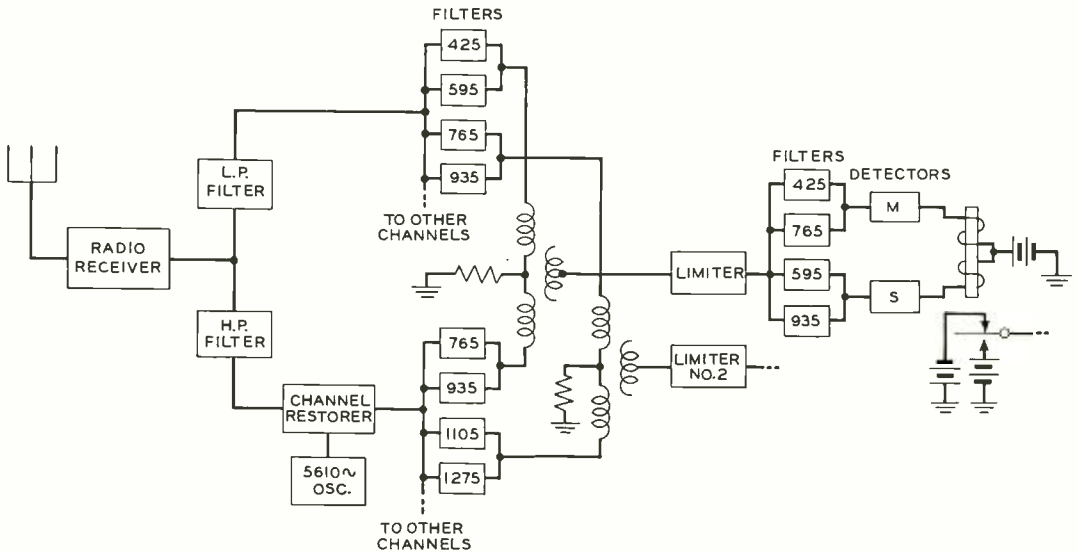 FILTERS
425
595
765
935
TO OTHER
CHANNELS
L.P.
FILTER
RADIO
RECEIVER
H.P.
FILTER
CHANNEL
RESTORER
5610~
OSC.
765
935
1105
1275
TO OTHER
CHANNELS
LIMITER
LIMITER
NO.2
FILTERS
425
765
595
935
DETECTORS
M
S